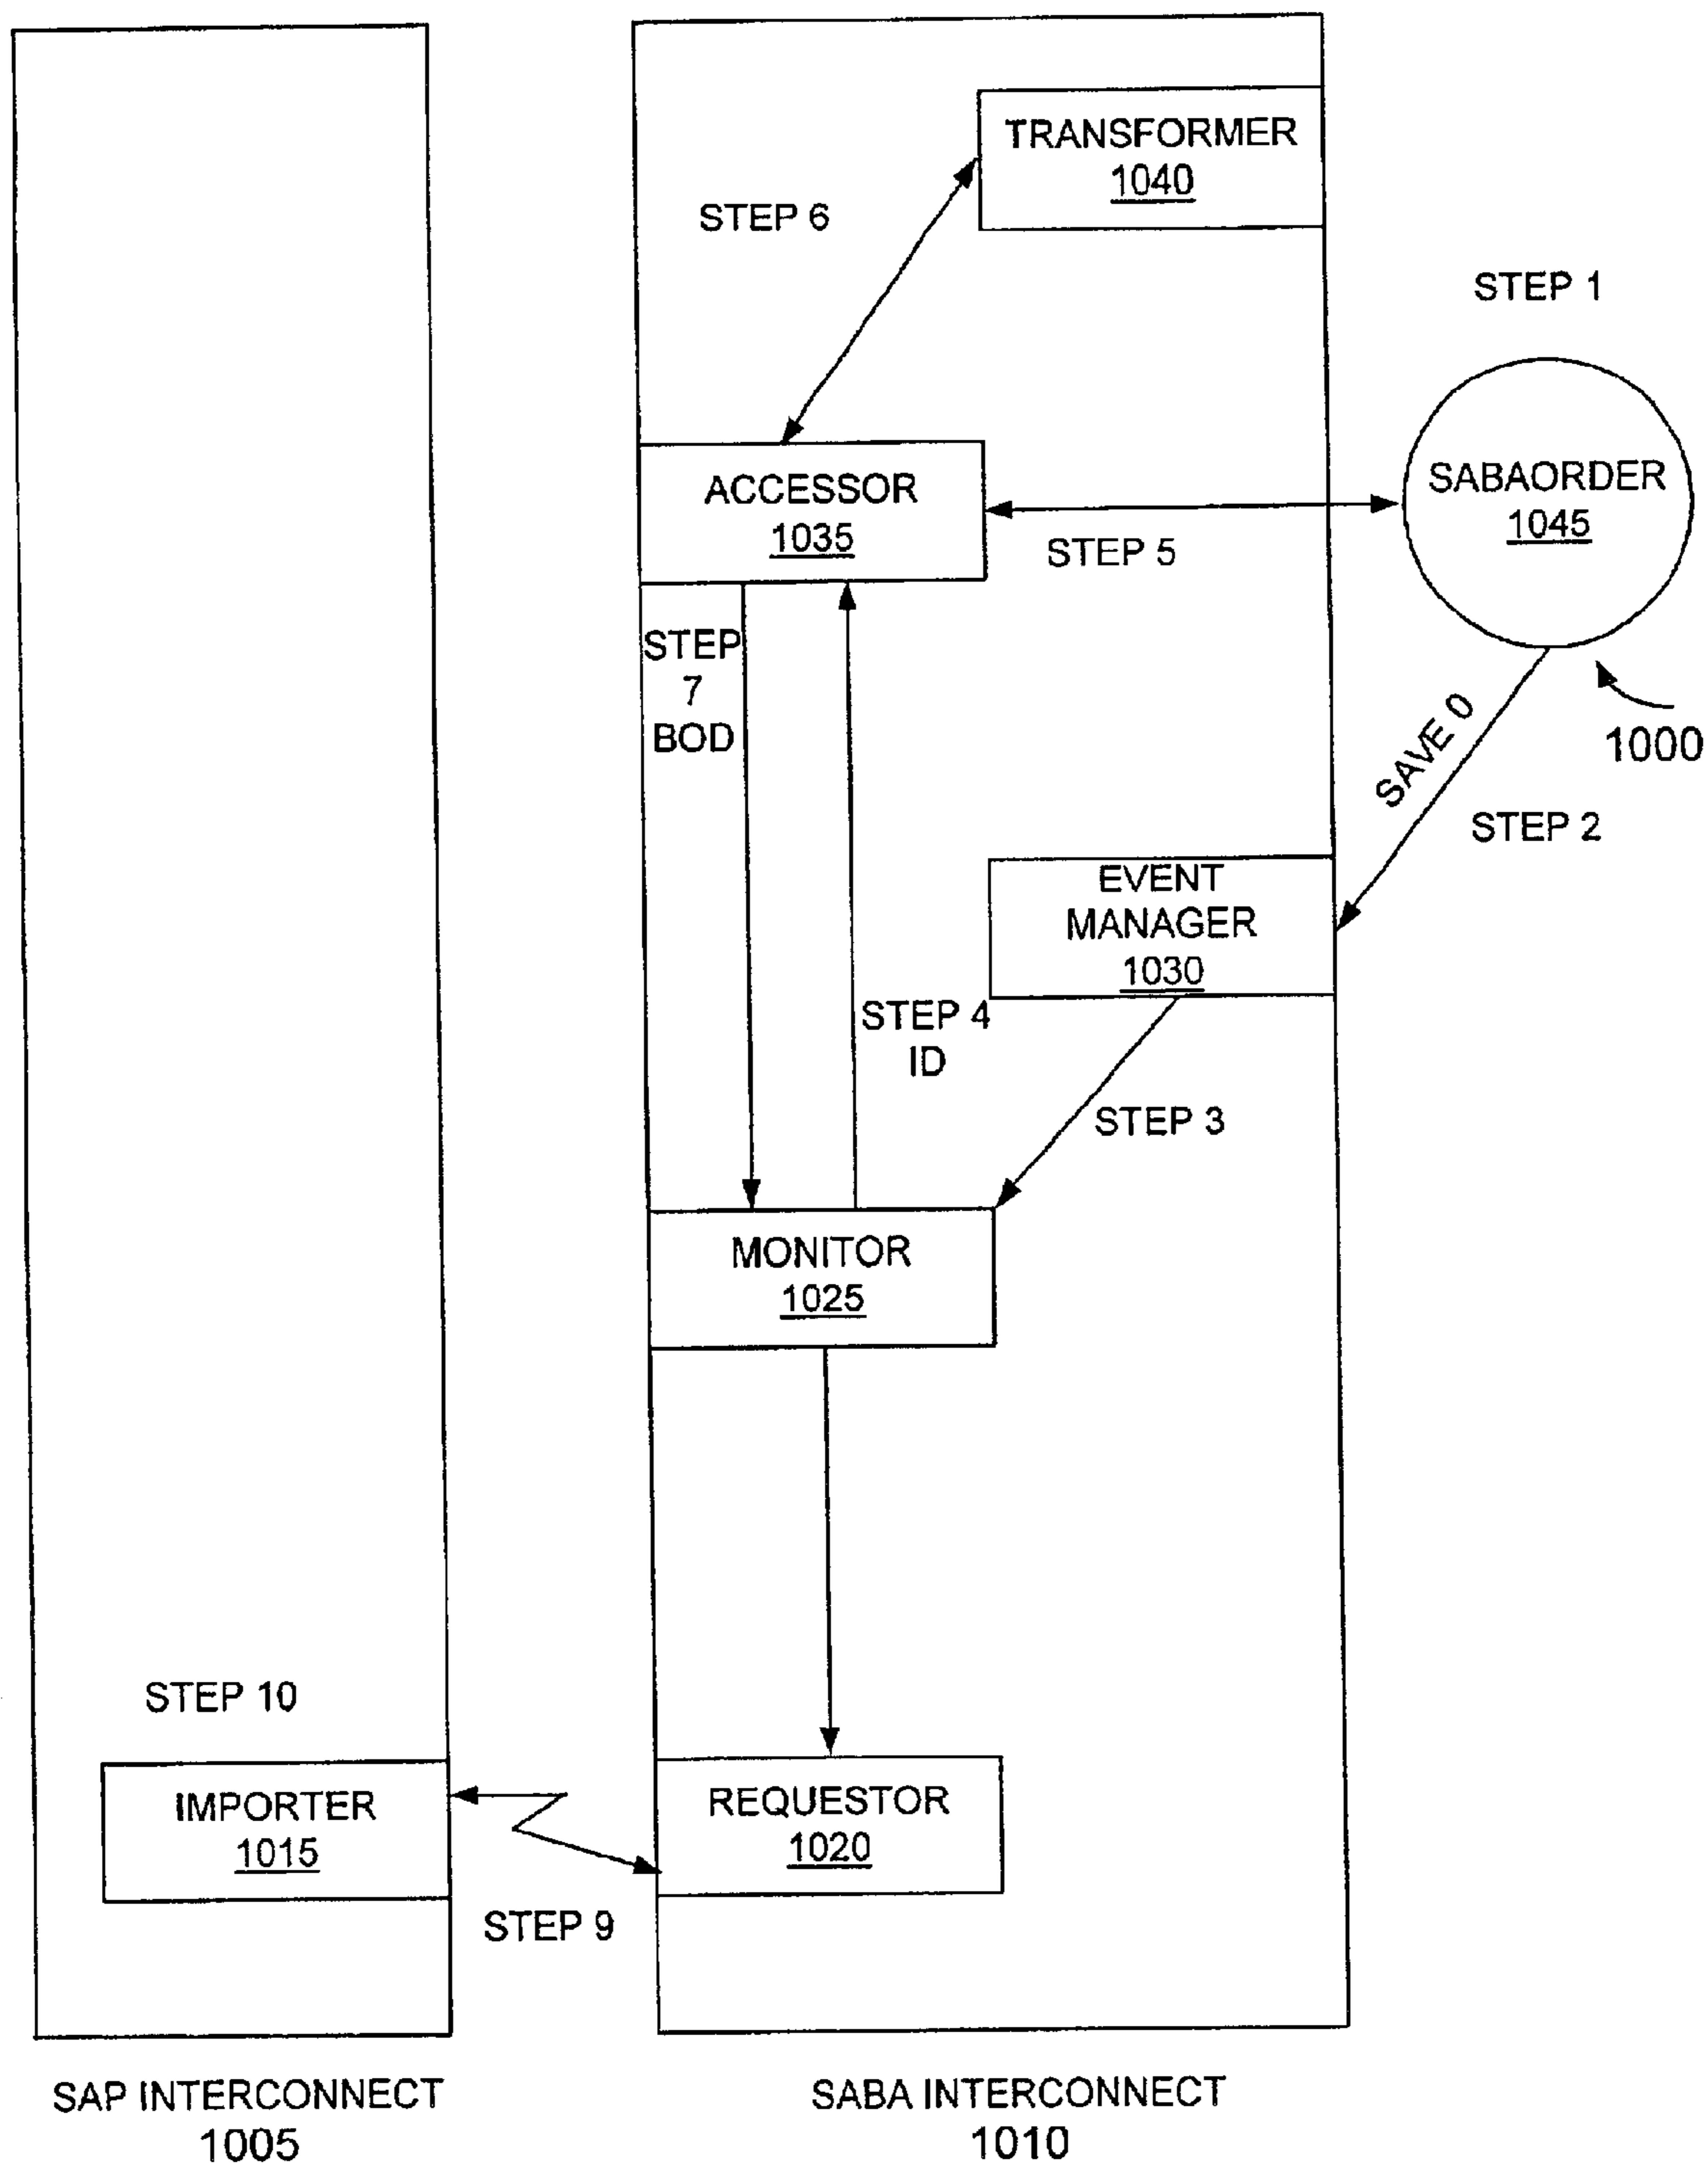 TRANSFORMER
1040
STEP 6
STEP 1
ACCESSOR
1035
SABAORDER
1045
STEP 5
STEP
7
BOD
SAVE 0
1000
STEP 2
EVENT
MANAGER
1030
STEP 4
ID
STEP 3
MONITOR
1025
STEP 10
IMPORTER
1015
REQUESTOR
1020
STEP 9
SAP INTERCONNECT
1005
SABA INTERCONNECT
1010